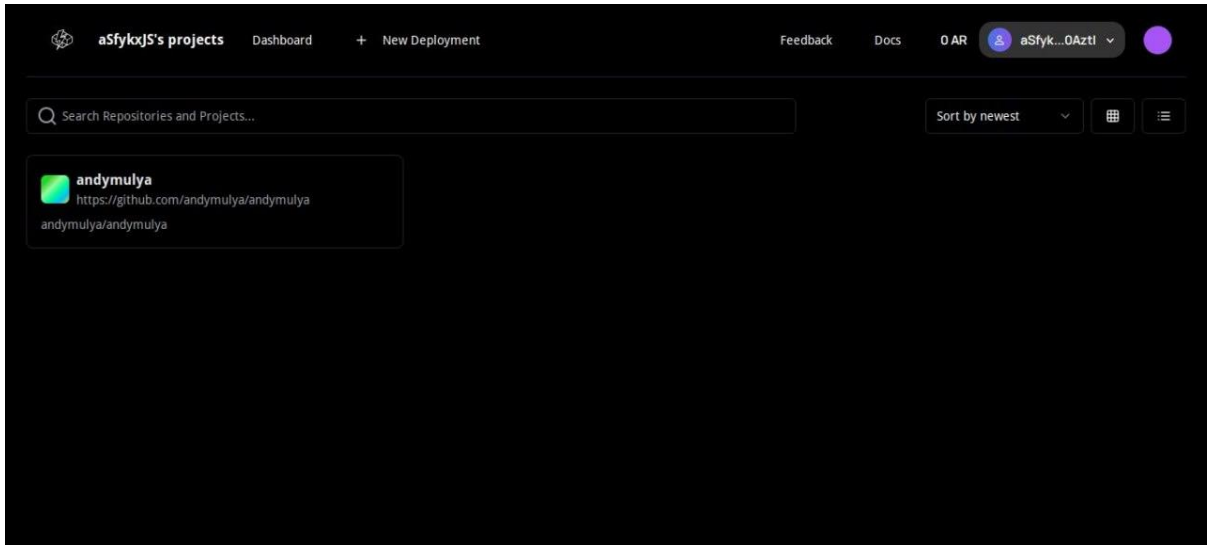 aSfykxJS's projects Dashboard + New Deployment Feedback Docs 0 AR aSfyk...0Aztl
Search Repositories and Projects... Sort by newest
andymulya
https://github.com/andymulya/andymulya
andymulya/andymulya